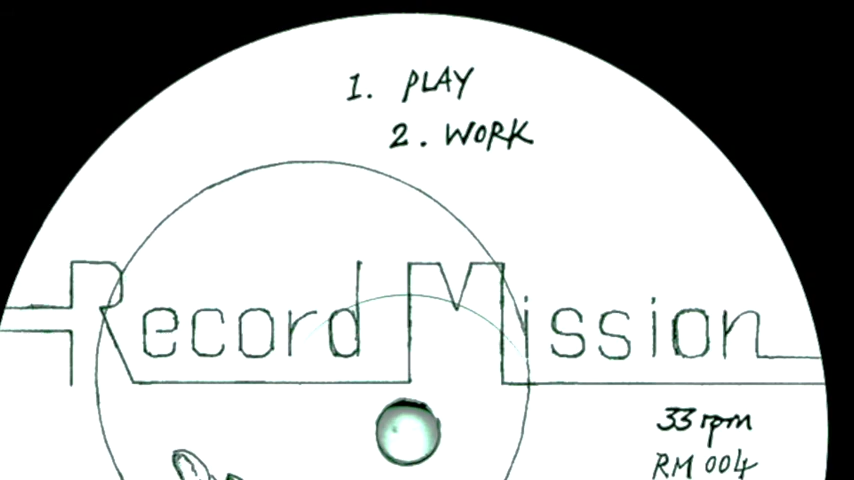 1. PLAY
2. WORK
Record Mission
33 rpm
RM 004